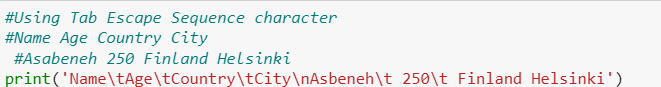 #Using Tab Escape Sequence character
#Name Age Country City
#Asabeneh 250 Finland Helsinki
print('Name\tAge\tCountry\tCity\nAsbeneh\t 250\t Finland Helsinki')